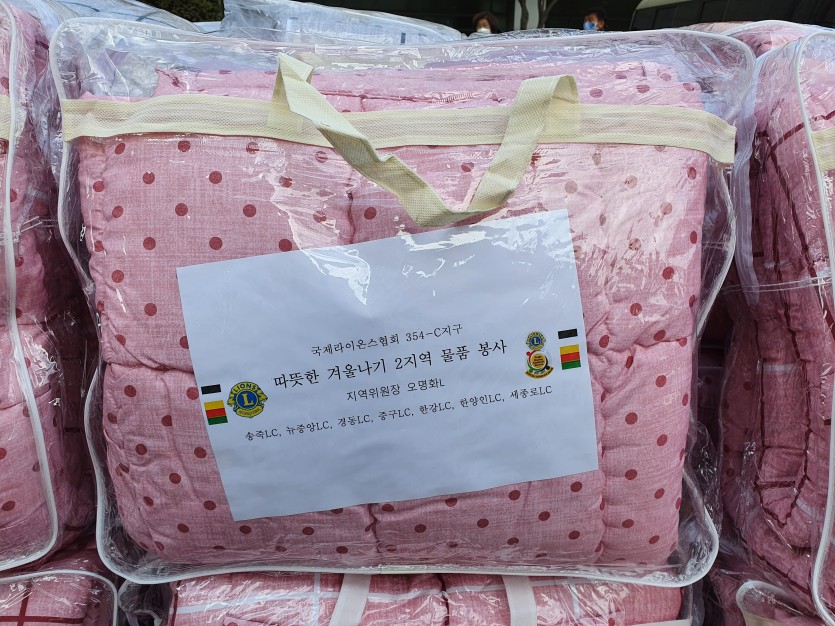 국제라이온스협회 354-C지구
따뜻한 겨울나기 2지역 물품 봉사
지역위원장 오명화L
송죽LC, 뉴중앙LC, 경동LC, 중구LC, 한강LC, 한양인LC, 세종로LC
LIONS
L
L